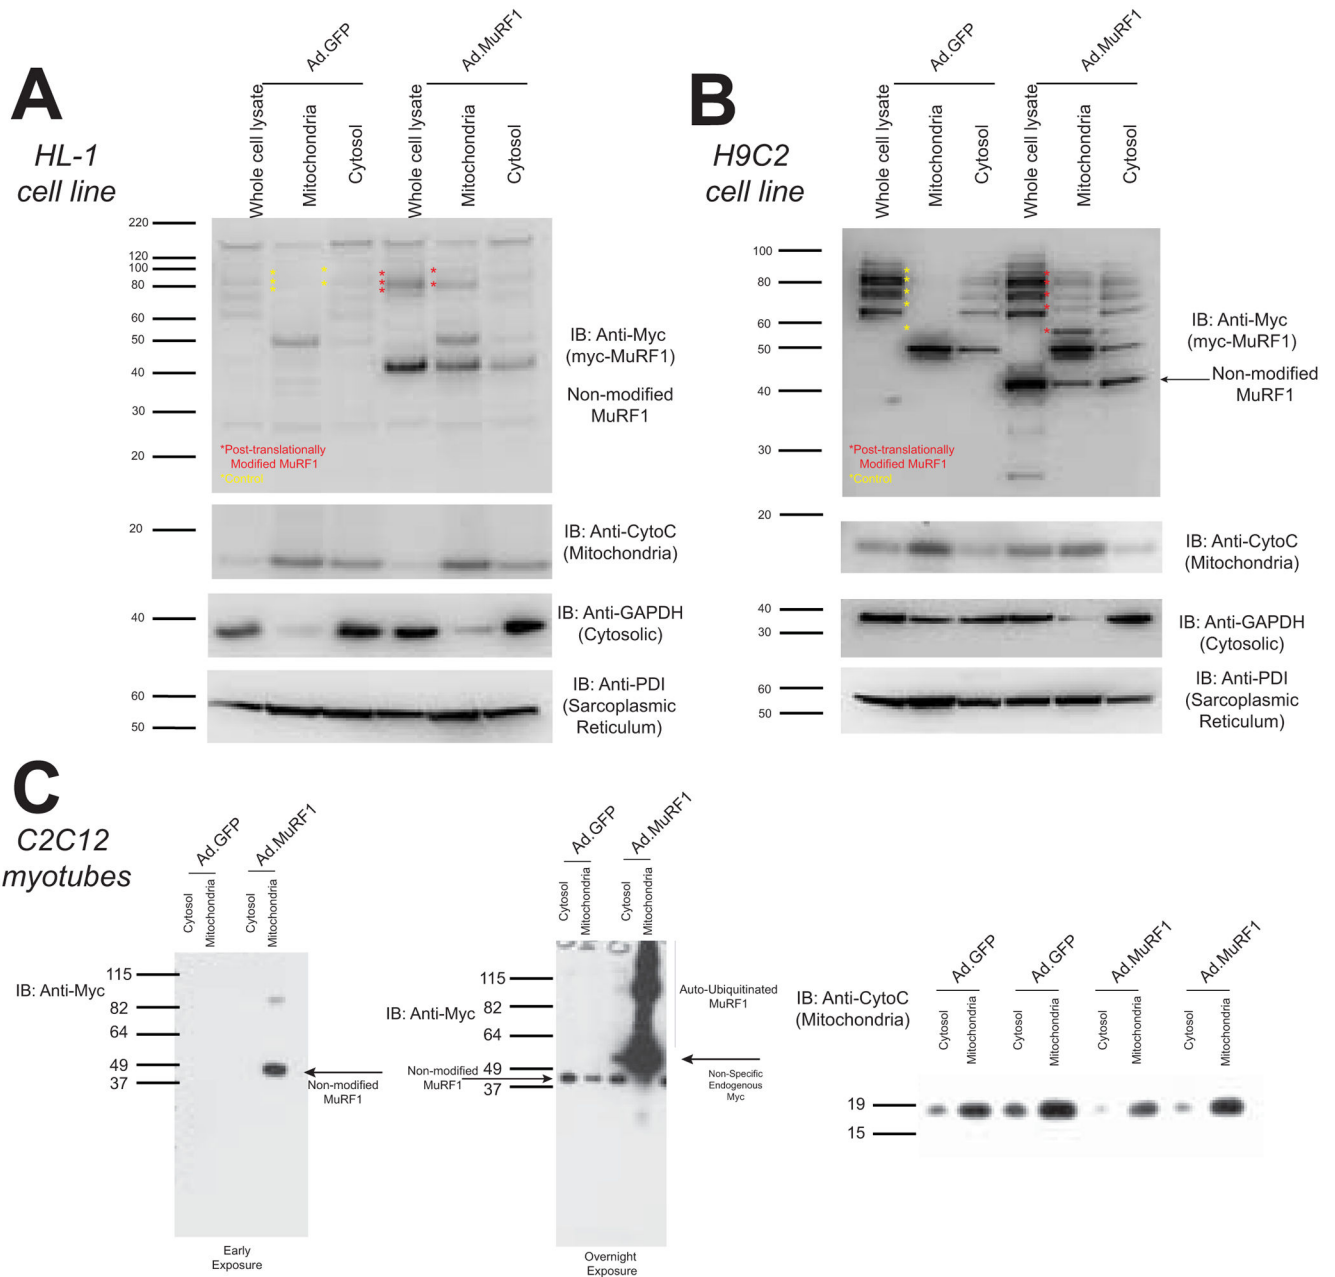 A
HL-1
cell line
Ad.GFP
Ad.MuRF1
Whole cell lysate
Mitochondria
Cytosol
Whole cell lysate
Mitochondria
Cytosol
220
120
100
80
60
50
40
30
20
IB: Anti-Myc
(myc-MuRF1)
Non-modified
MuRF1
*Post-translationally
Modified MuRF1
*Control
20
IB: Anti-CytoC
(Mitochondria)
40
IB: Anti-GAPDH
(Cytosolic)
60
50
IB: Anti-PDI
(Sarcoplasmic
Reticulum)
B
H9C2
cell line
Ad.GFP
Ad.MuRF1
Whole cell lysate
Mitochondria
Cytosol
Whole cell lysate
Mitochondria
Cytosol
100
80
60
50
40
30
20
IB: Anti-Myc
(myc-MuRF1)
Non-modified
MuRF1
*Post-translationally
Modified MuRF1
*Control
IB: Anti-CytoC
(Mitochondria)
40
30
IB: Anti-GAPDH
(Cytosolic)
60
50
IB: Anti-PDI
(Sarcoplasmic
Reticulum)
C
C2C12
myotubes
Ad.GFP
Ad.MuRF1
Cytosol
Mitochondria
Cytosol
Mitochondria
IB: Anti-Myc
115
82
64
49
37
Non-modified
MuRF1
Early
Exposure
Ad.GFP
Ad.MuRF1
Cytosol
Mitochondria
Cytosol
Mitochondria
IB: Anti-Myc
115
82
64
49
37
Non-modified
MuRF1
Auto-Ubiquitinated
MuRF1
Non-Specific
Endogenous
Myc
Overnight
Exposure
IB: Anti-CytoC
(Mitochondria)
Ad.GFP
Ad.GFP
Ad.MuRF1
Ad.MuRF1
Cytosol
Mitochondria
Cytosol
Mitochondria
Cytosol
Mitochondria
Cytosol
Mitochondria
19
15